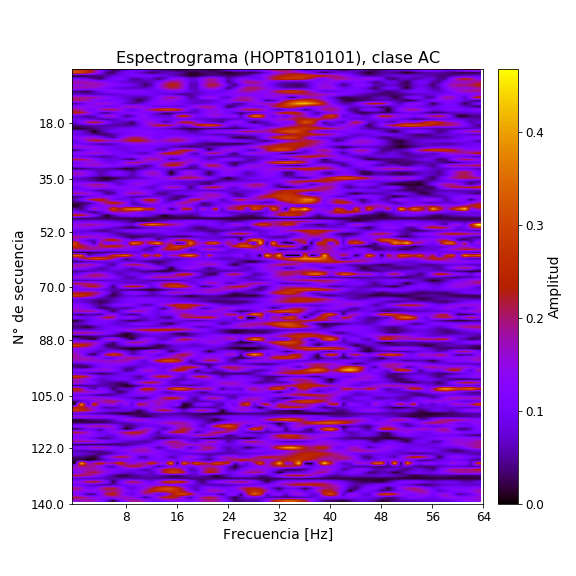 Espectrograma (HOPT810101), clase AC
N° de secuencia
18.0
35.0
52.0
70.0
88.0
105.0
122.0
140.0
8 16 24 32 40 48 56 64
Frecuencia [Hz]
0.4
0.3
0.2
0.1
0.0
Amplitud